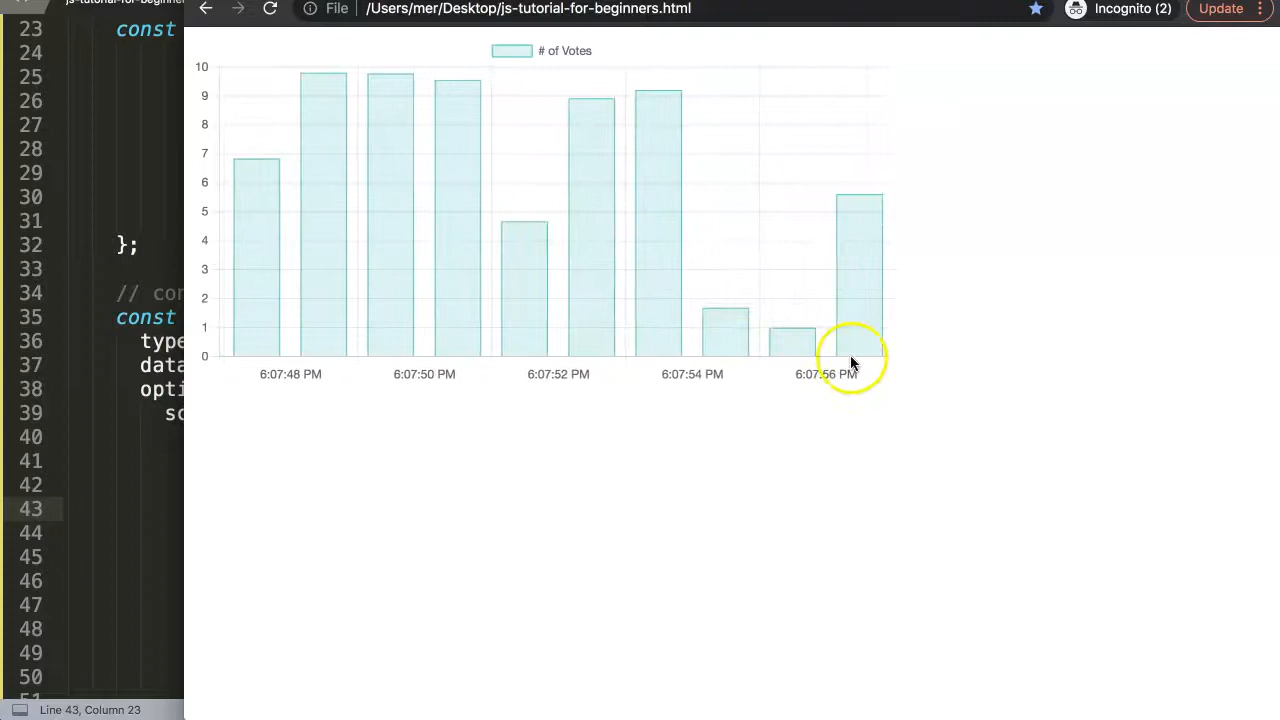 /Users/mer/Desktop/js-tutorial-for-beginners.html
File
Incognito (2)
Update
23 const
24
25
26
27
28
29
30
31
32 };
33
34 // con
35 const
36 type
37 data
38 opti
39 sc
40
41
42
43
44
45
46
47
48
49
50
Line 43, Column 23
# of Votes
10
9
8
7
6
5
4
3
2
1
0
6:07:48 PM 6:07:50 PM 6:07:52 PM 6:07:54 PM 6:07:56 PM